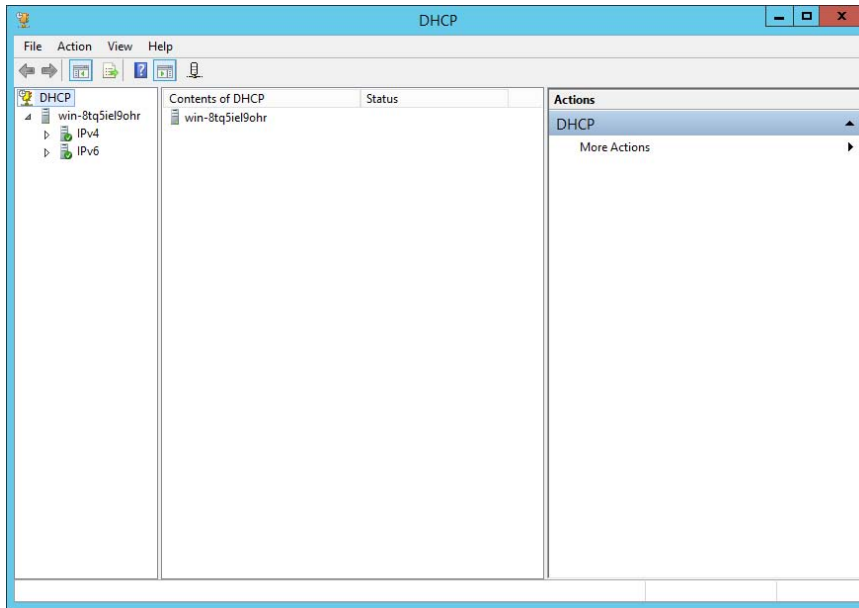 DHCP
File Action View Help
DHCP
win-8tq5iel9ohr
IPv4
IPv6
Contents of DHCP Status
win-8tq5iel9ohr
Actions
DHCP
More Actions